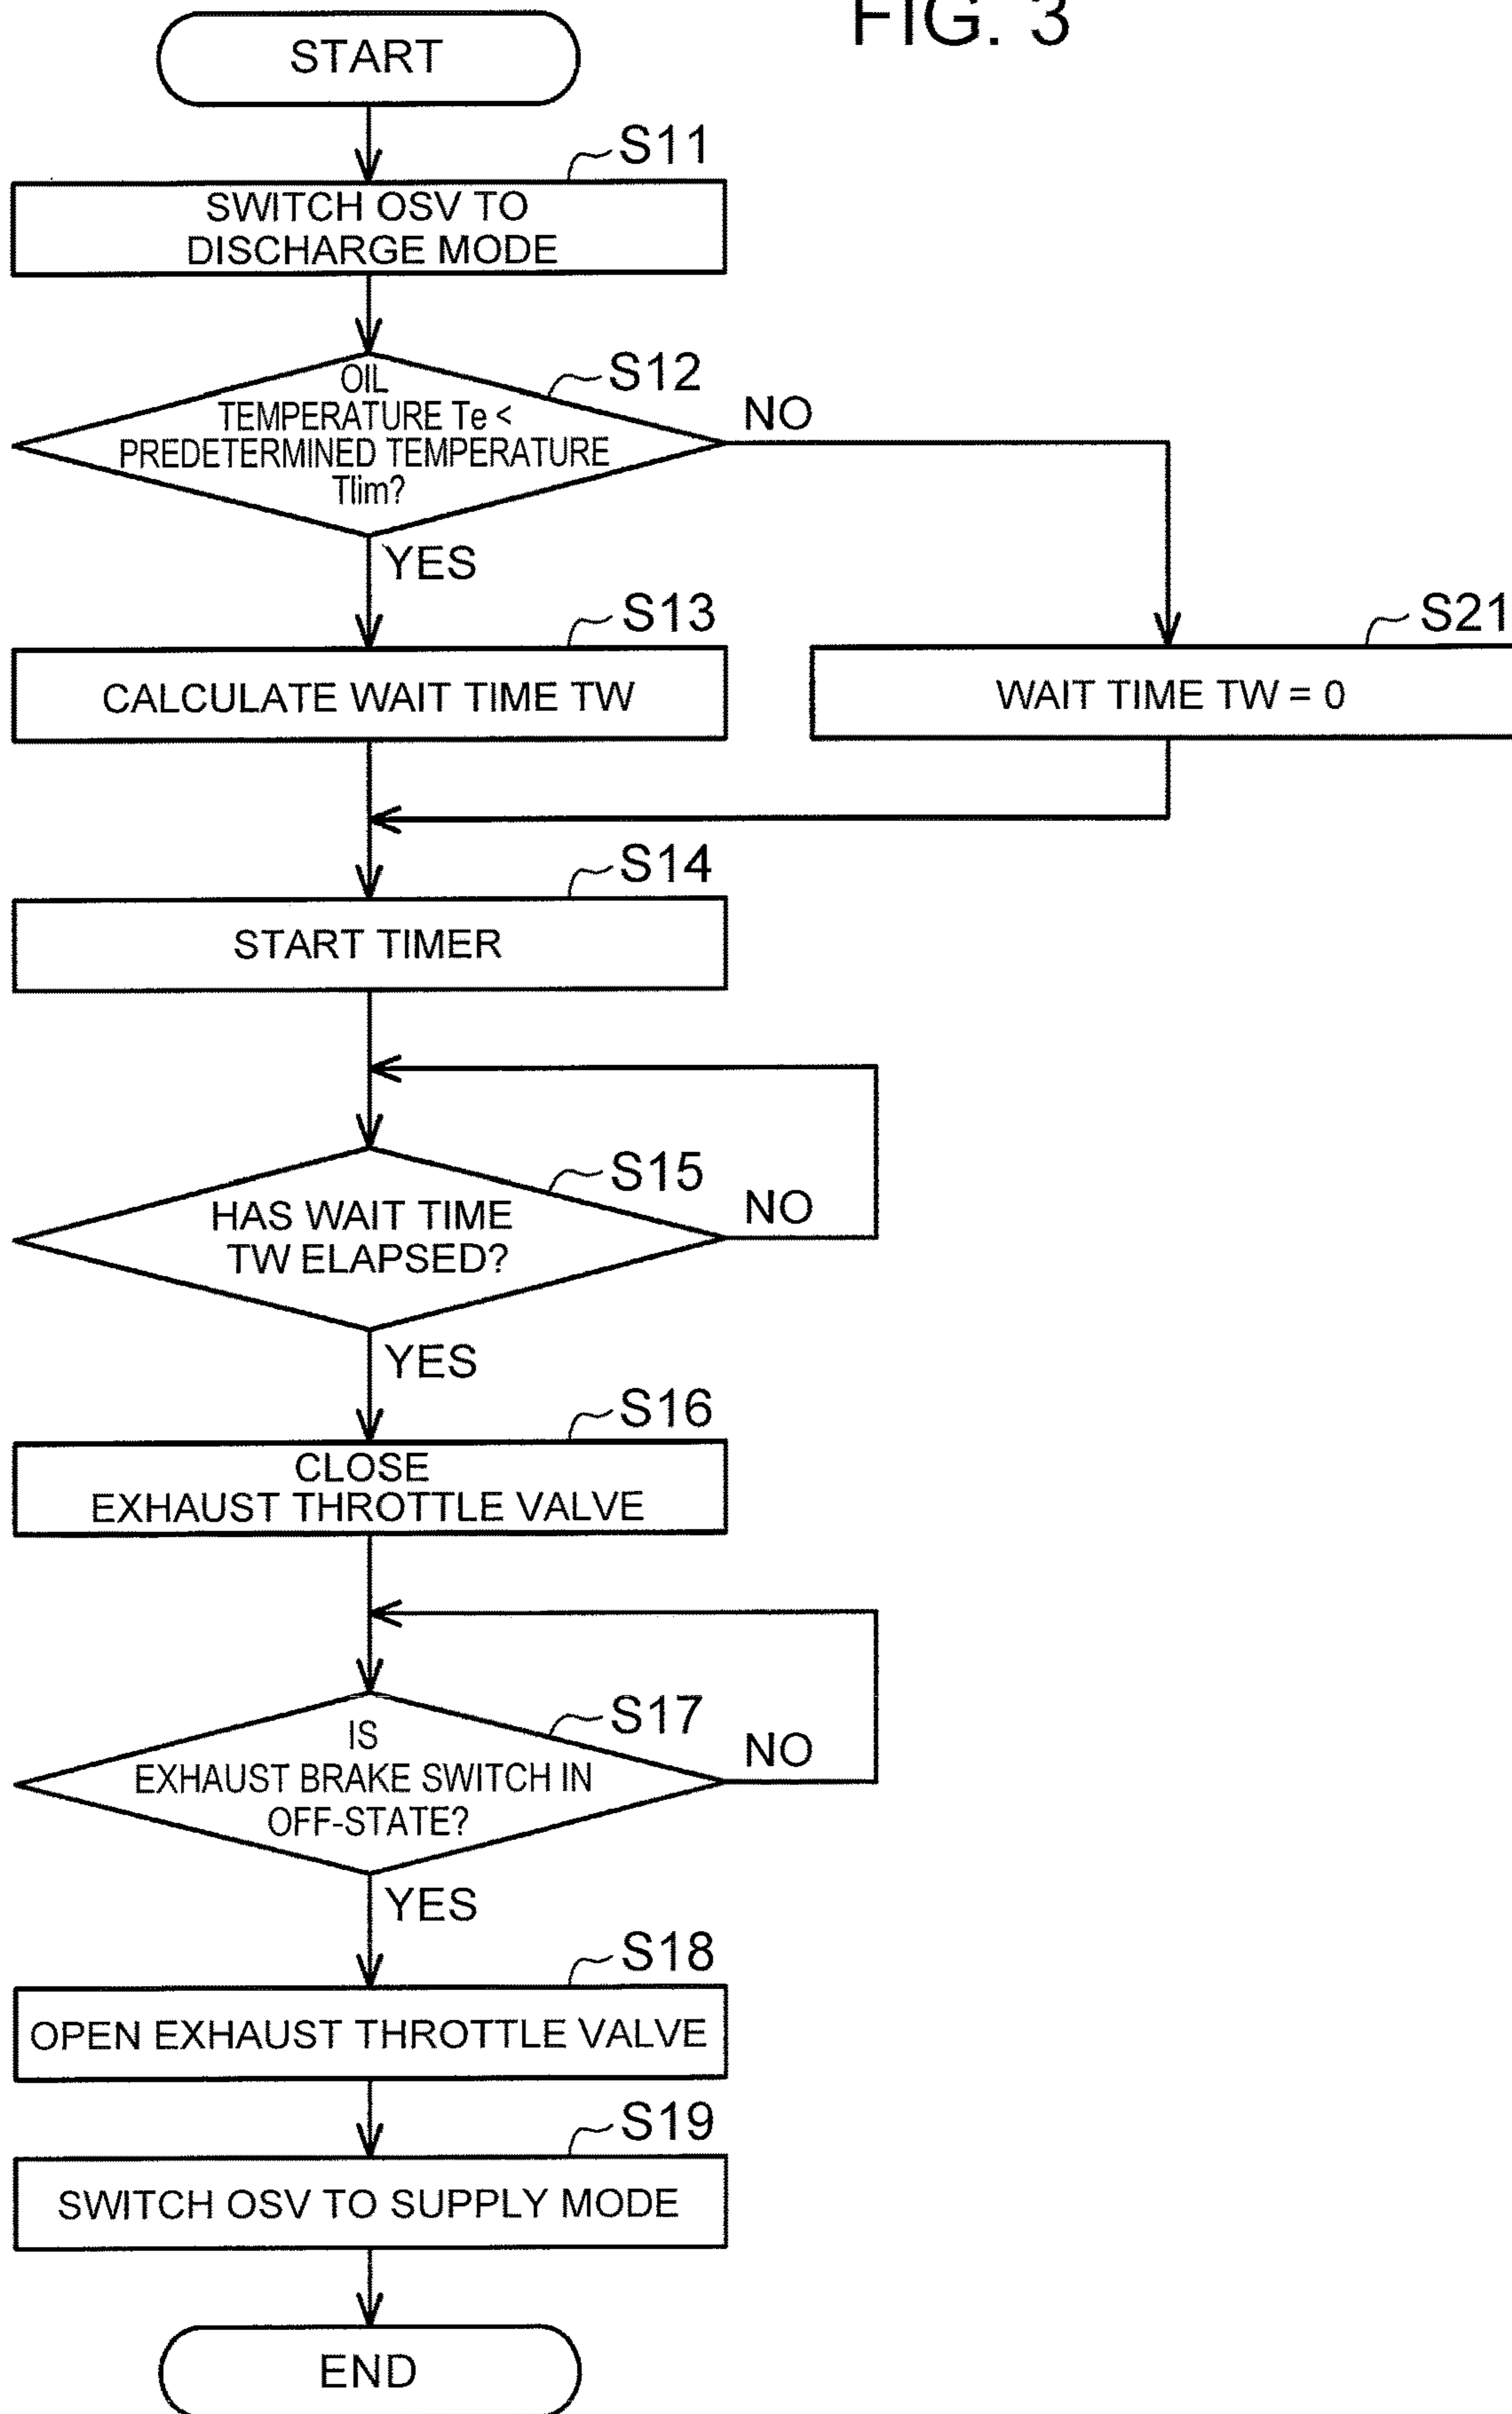 FIG. 3
START
S11
SWITCH OSV TO
DISCHARGE MODE
S12
OIL
TEMPERATURE Te <
PREDETERMINED TEMPERATURE
Tlim?
NO
YES
S13
CALCULATE WAIT TIME TW
S21
WAIT TIME TW = 0
S14
START TIMER
S15
HAS WAIT TIME
TW ELAPSED?
NO
YES
S16
CLOSE
EXHAUST THROTTLE VALVE
S17
IS
EXHAUST BRAKE SWITCH IN
OFF-STATE?
NO
YES
S18
OPEN EXHAUST THROTTLE VALVE
S19
SWITCH OSV TO SUPPLY MODE
END